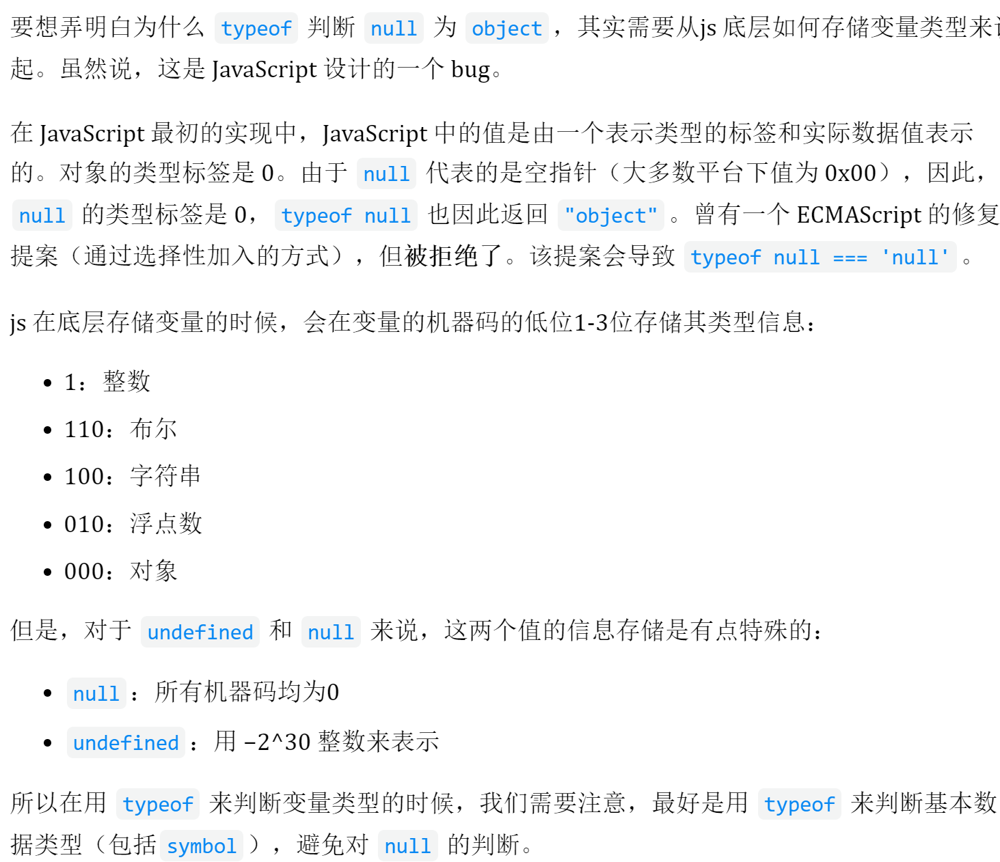 要想弄明白为什么 typeof 判断 null 为 object，其实需要从js 底层如何存储变量类型来说
起。虽然说，这是 JavaScript 设计的一个 bug。
在 JavaScript 最初的实现中，JavaScript 中的值是由一个表示类型的标签和实际数据值表示
的。对象的类型标签是 0。由于 null 代表的是空指针（大多数平台下值为 0x00），因此，
null 的类型标签是 0，typeof null 也因此返回 "object"。曾有一个 ECMAScript 的修复
提案（通过选择性加入的方式），但被拒绝了。该提案会导致 typeof null === 'null'。
js 在底层存储变量的时候，会在变量的机器码的低位1-3位存储其类型信息：
• 1：整数
• 110：布尔
• 100：字符串
• 010：浮点数
• 000：对象
但是，对于 undefined 和 null 来说，这两个值的信息存储是有点特殊的：
• null：所有机器码均为0
• undefined：用 −2^30 整数来表示
所以在用 typeof 来判断变量类型的时候，我们需要注意，最好是用 typeof 来判断基本数
据类型（包括 symbol），避免对 null 的判断。